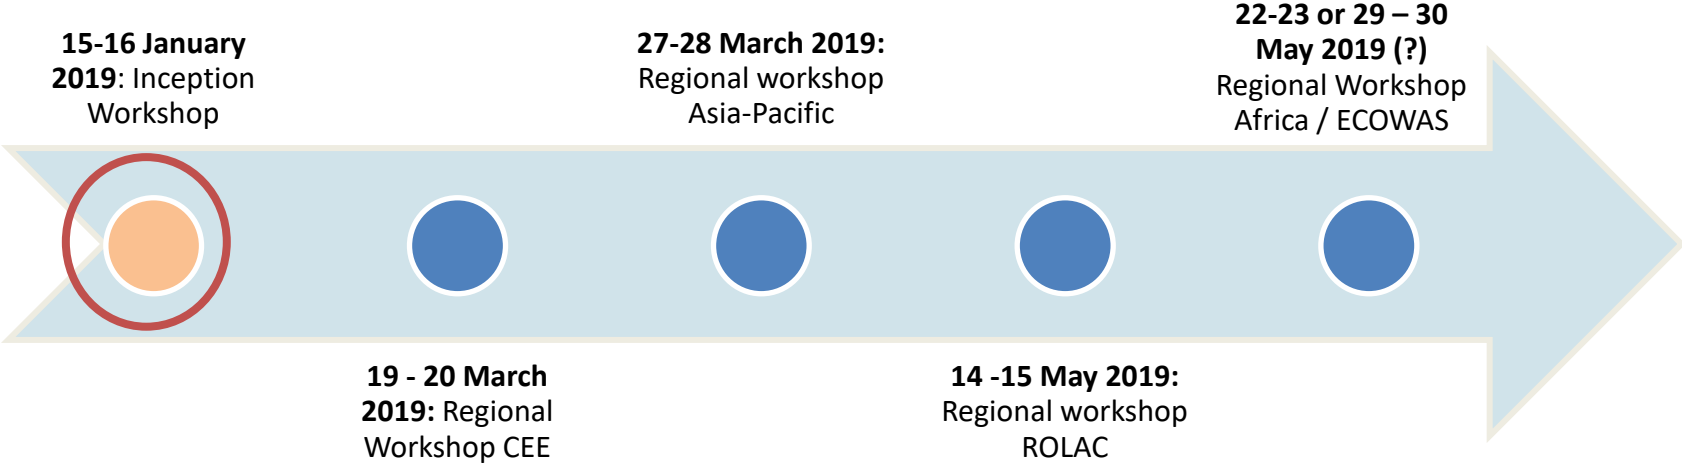 15-16 January
2019: Inception
Workshop
19 - 20 March
2019: Regional
Workshop CEE
27-28 March 2019:
Regional workshop
Asia-Pacific
14 -15 May 2019:
Regional workshop
ROLAC
22-23 or 29 – 30
May 2019 (?)
Regional Workshop
Africa / ECOWAS